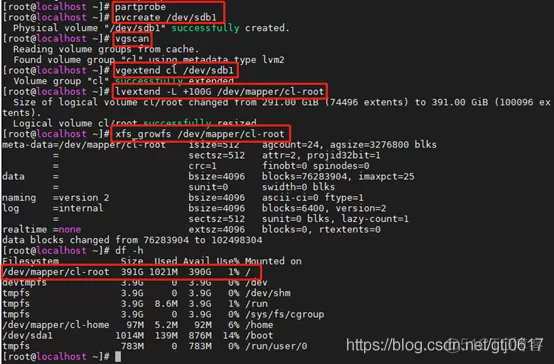 [root@localhost ~]# partprobe
[root@localhost ~]# pvcreate /dev/sdb1
  Physical volume "/dev/sdb1" successfully created.
[root@localhost ~]# vgscan
  Reading volume groups from cache.
  Found volume group "cl" using metadata type lvm2
[root@localhost ~]# vgextend cl /dev/sdb1
  Volume group "cl" successfully extended
[root@localhost ~]# lvextend -L +100G /dev/mapper/cl-root
  Size of logical volume cl/root changed from 291.00 GiB (74496 extents) to 391.00 GiB (100096 ex
tents).
  Logical volume cl/root successfully resized.
[root@localhost ~]# xfs_growfs /dev/mapper/cl-root
meta-data=/dev/mapper/cl-root    isize=512    agcount=24, agsize=3276800 blks
         =                       sectsz=512   attr=2, projid32bit=1
         =                       crc=1        finobt=0 spinodes=0
data     =                       bsize=4096   blocks=76283904, imaxpct=25
         =                       sunit=0      swidth=0 blks
naming   =version 2              bsize=4096   ascii-ci=0 ftype=1
log      =internal               bsize=4096   blocks=6400, version=2
         =                       sectsz=512   sunit=0 blks, lazy-count=1
realtime =none                   extsz=4096   blocks=0, rtextents=0
data blocks changed from 76283904 to 102498304
[root@localhost ~]# df -h
Filesystem           Size  Used Avail Use% Mounted on
/dev/mapper/cl-root  391G 1021M  390G   1% /
devtmpfs             3.9G     0  3.9G   0% /dev
tmpfs                3.9G     0  3.9G   0% /dev/shm
tmpfs                3.9G  8.6M  3.9G   1% /run
tmpfs                3.9G     0  3.9G   0% /sys/fs/cgroup
/dev/mapper/cl-home   97M  5.2M   92M   6% /home
/dev/sda1           1014M  139M  876M  14% /boot
tmpfs                783M     0  783M   0% /run/user/0
[root@localhost ~]#
https://blog.csdn.net/gtj0617